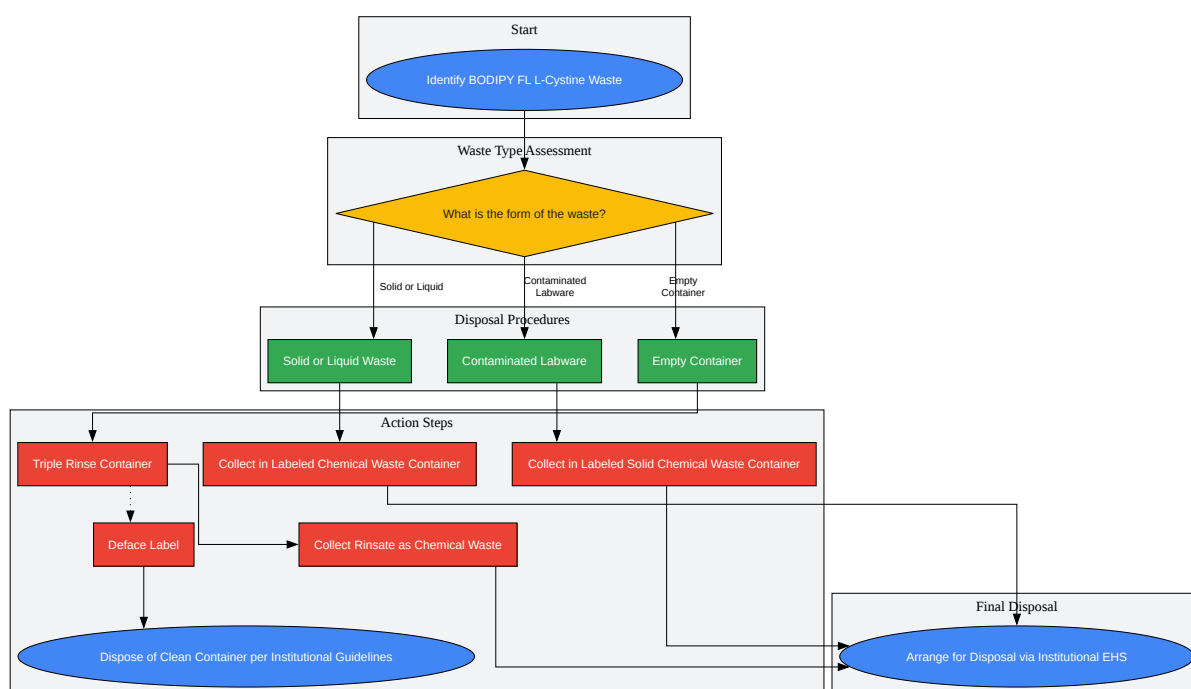 Start
Identify BODIPY FL L-Cystine Waste
Waste Type Assessment
What is the form of the waste?
Solid or Liquid
Contaminated
Labware
Empty
Container
Disposal Procedures
Solid or Liquid Waste
Contaminated Labware
Empty Container
Action Steps
Triple Rinse Container
Collect in Labeled Chemical Waste Container
Collect in Labeled Solid Chemical Waste Container
Deface Label
Collect Rinsate as Chemical Waste
Final Disposal
Dispose of Clean Container per Institutional Guidelines
Arrange for Disposal via Institutional EHS